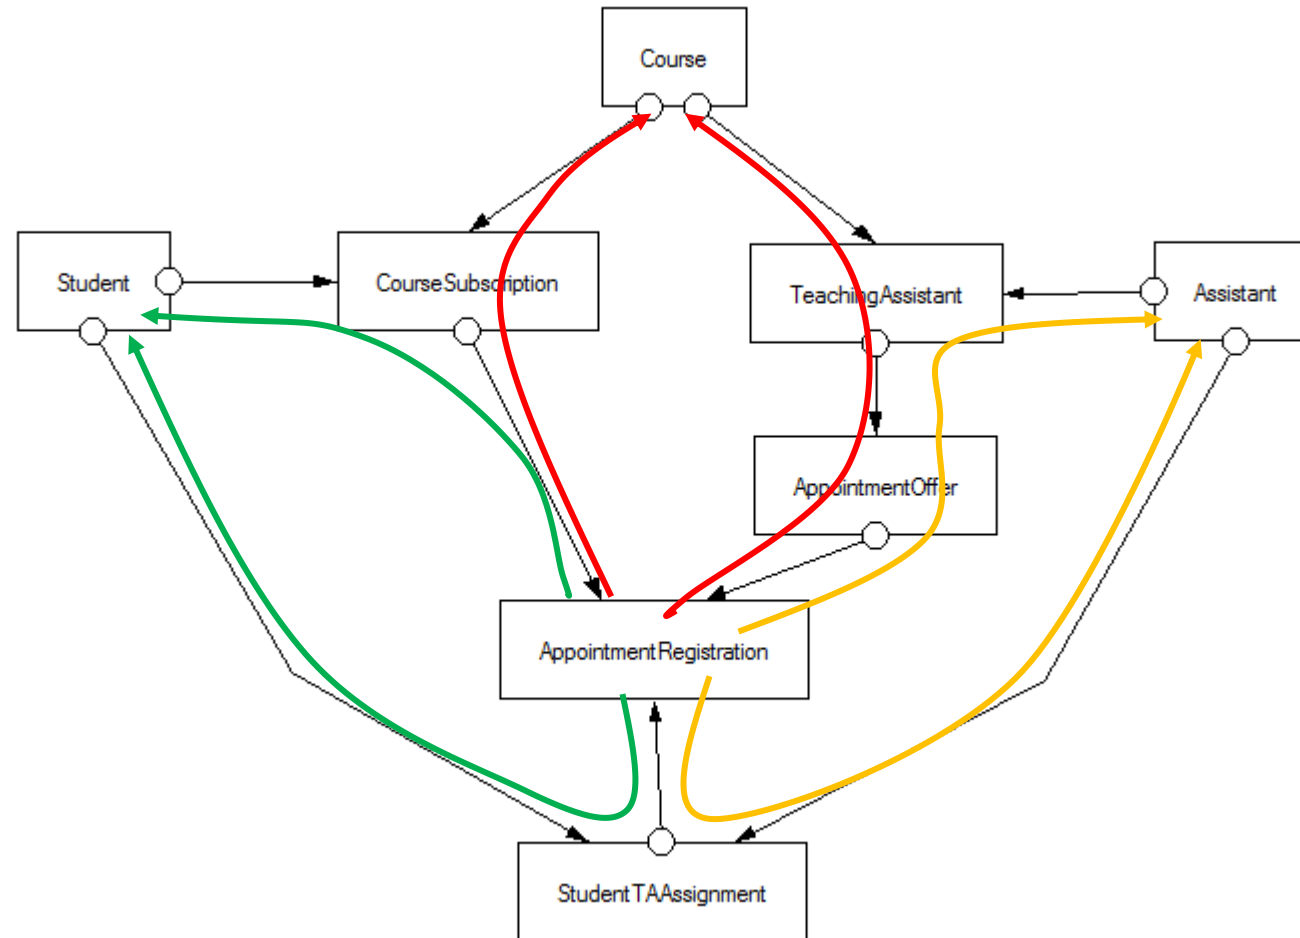 Course
Student
CourseSubscription
TeachingAssistant
Assistant
AppointmentOffer
AppointmentRegistration
StudentTAAssignment